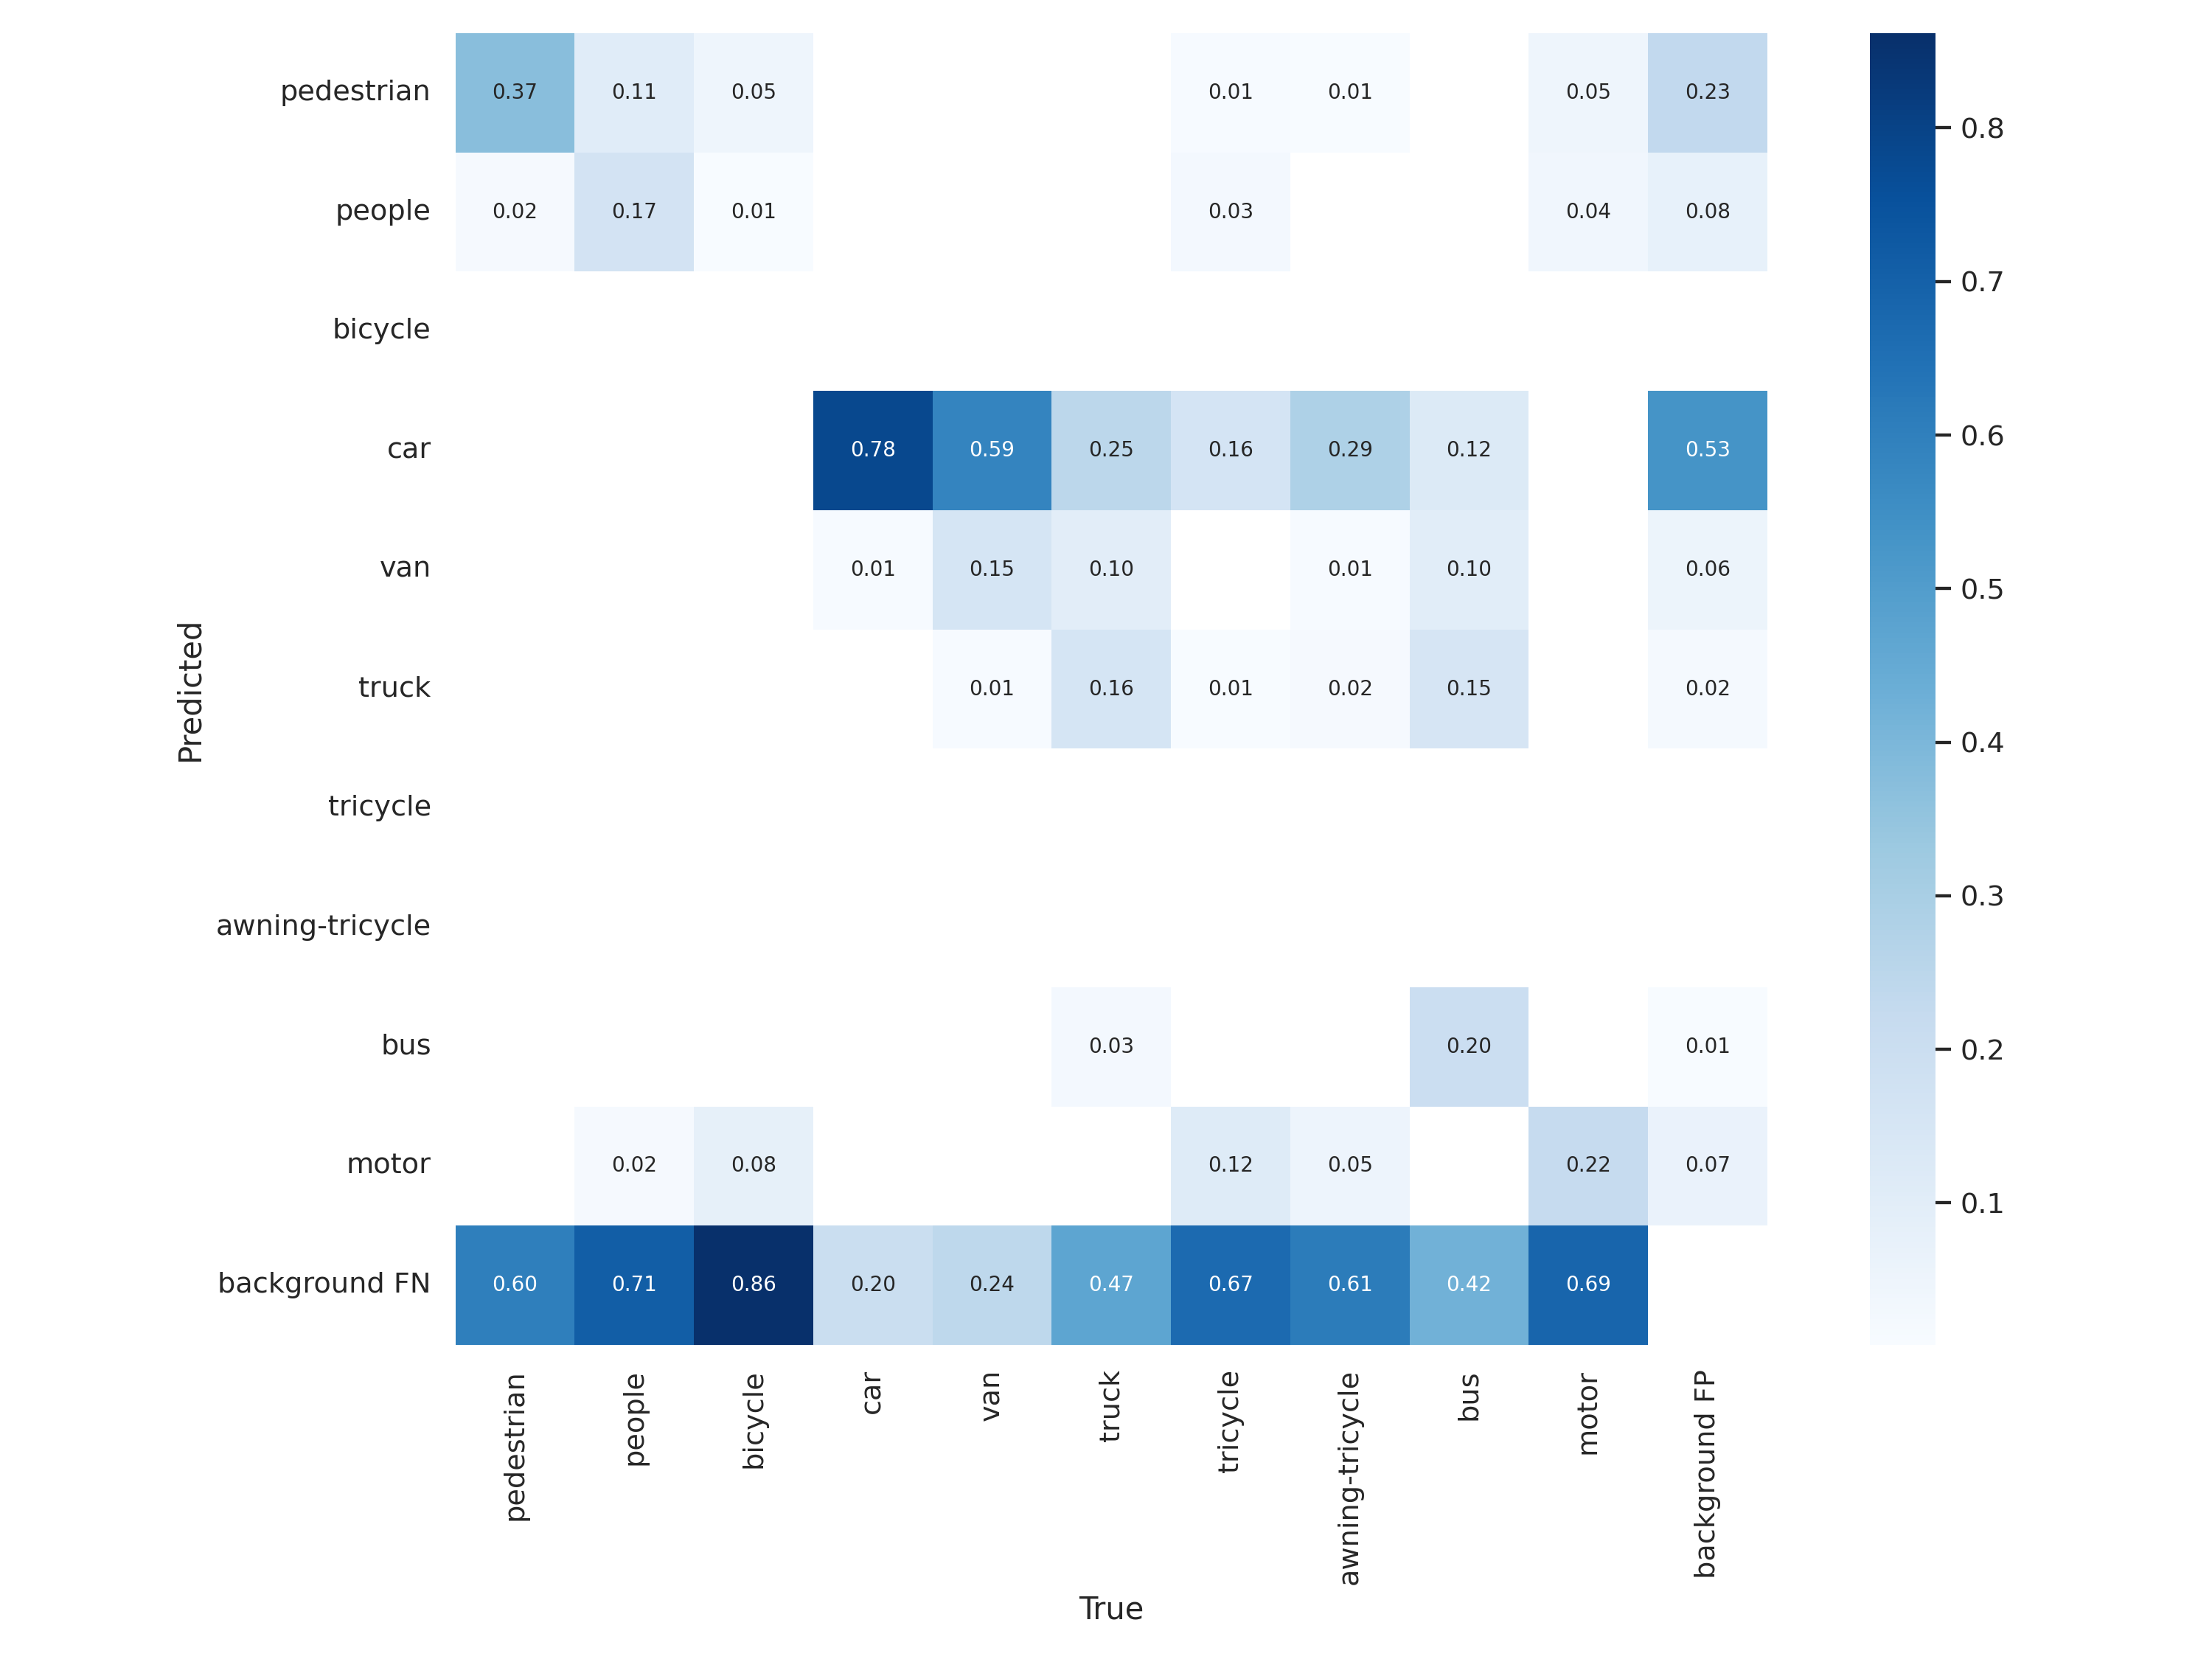 pedestrian 0.37 0.11 0.05 0.01 0.01 0.05 0.23
people 0.02 0.17 0.01 0.03 0.04 0.08
bicycle
car 0.78 0.59 0.25 0.16 0.29 0.12 0.53
van 0.01 0.15 0.10 0.01 0.10 0.06
truck 0.01 0.16 0.01 0.02 0.15 0.02
tricycle
awning-tricycle
bus 0.03 0.20 0.01
motor 0.02 0.08 0.12 0.05 0.22 0.07
background FN 0.60 0.71 0.86 0.20 0.24 0.47 0.67 0.61 0.42 0.69
Predicted
pedestrian
people
bicycle
car
van
truck
tricycle
awning-tricycle
bus
motor
background FP
True
0.8
0.7
0.6
0.5
0.4
0.3
0.2
0.1